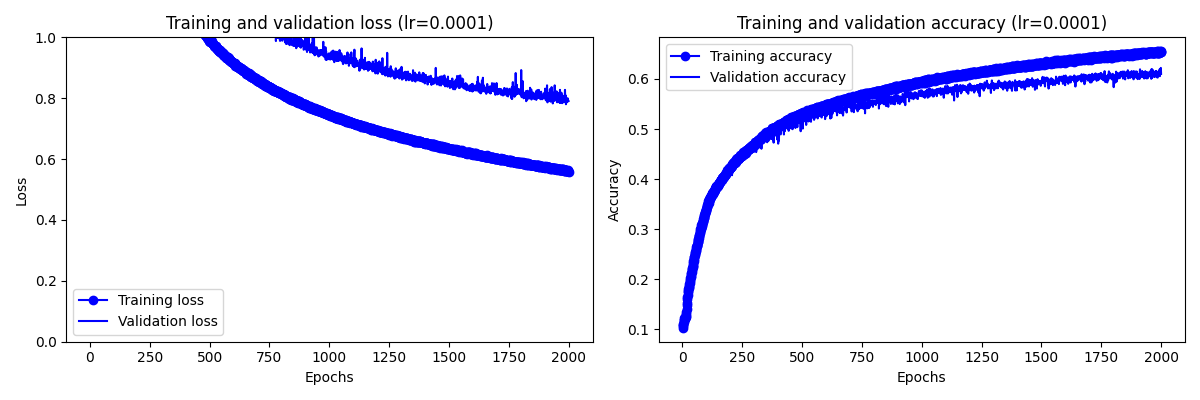 Training and validation loss (lr=0.0001)
Loss
1.0
0.8
0.6
0.4
0.2
0.0
Training loss
Validation loss
0 250 500 750 1000 1250 1500 1750 2000
Epochs
Training and validation accuracy (lr=0.0001)
Accuracy
0.6
0.5
0.4
0.3
0.2
0.1
Training accuracy
Validation accuracy
0 250 500 750 1000 1250 1500 1750 2000
Epochs